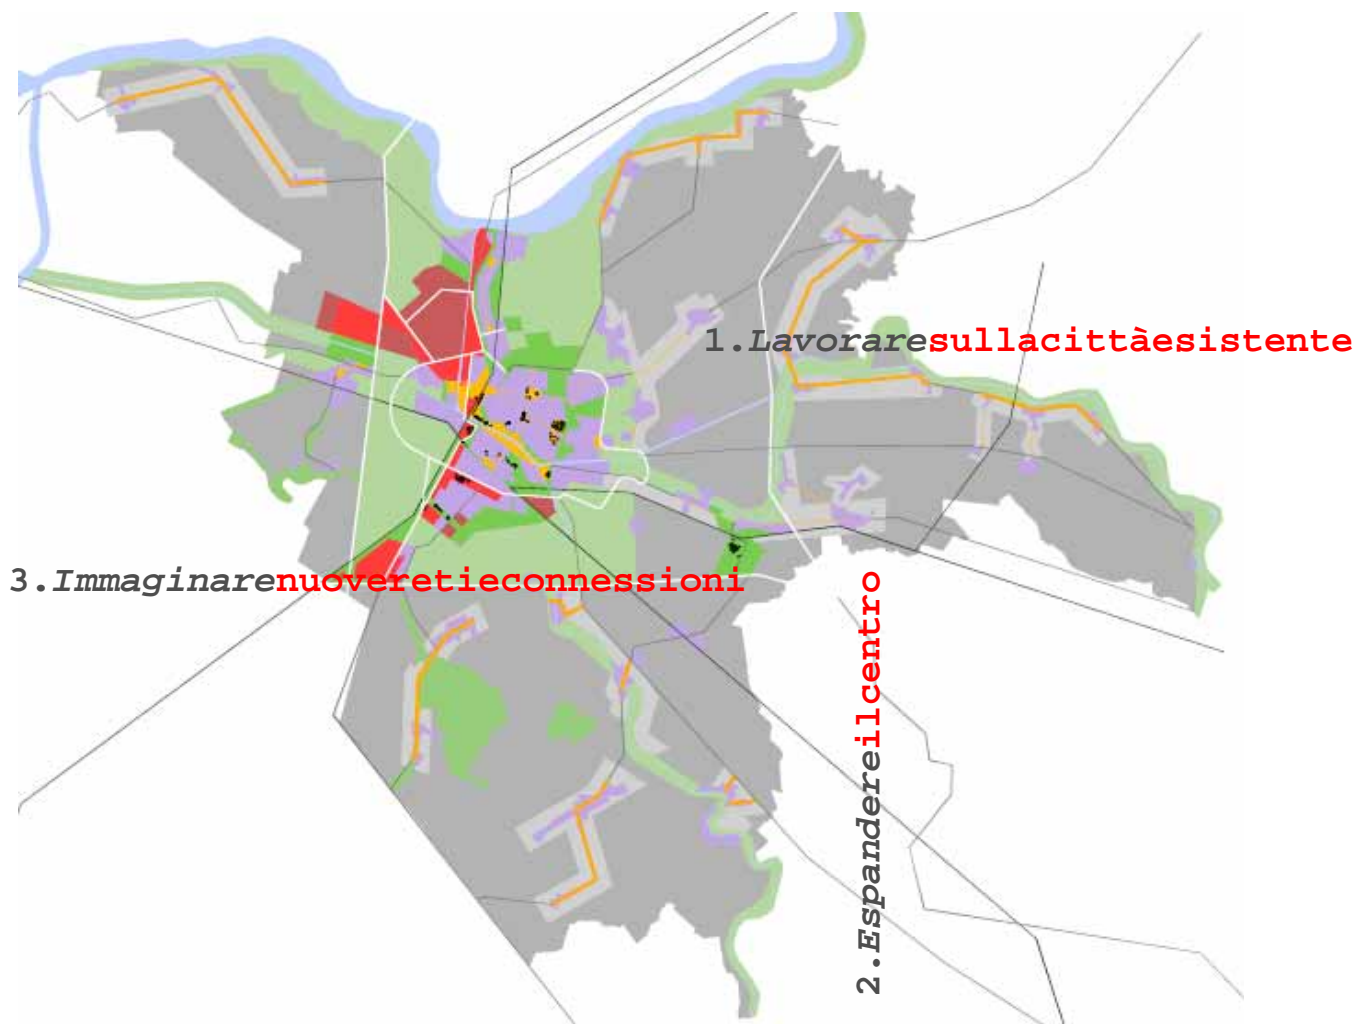 1.Lavoraresullacittàesistente
3.Immaginarenuoveretieconnessioni
2.Espandereilcentro